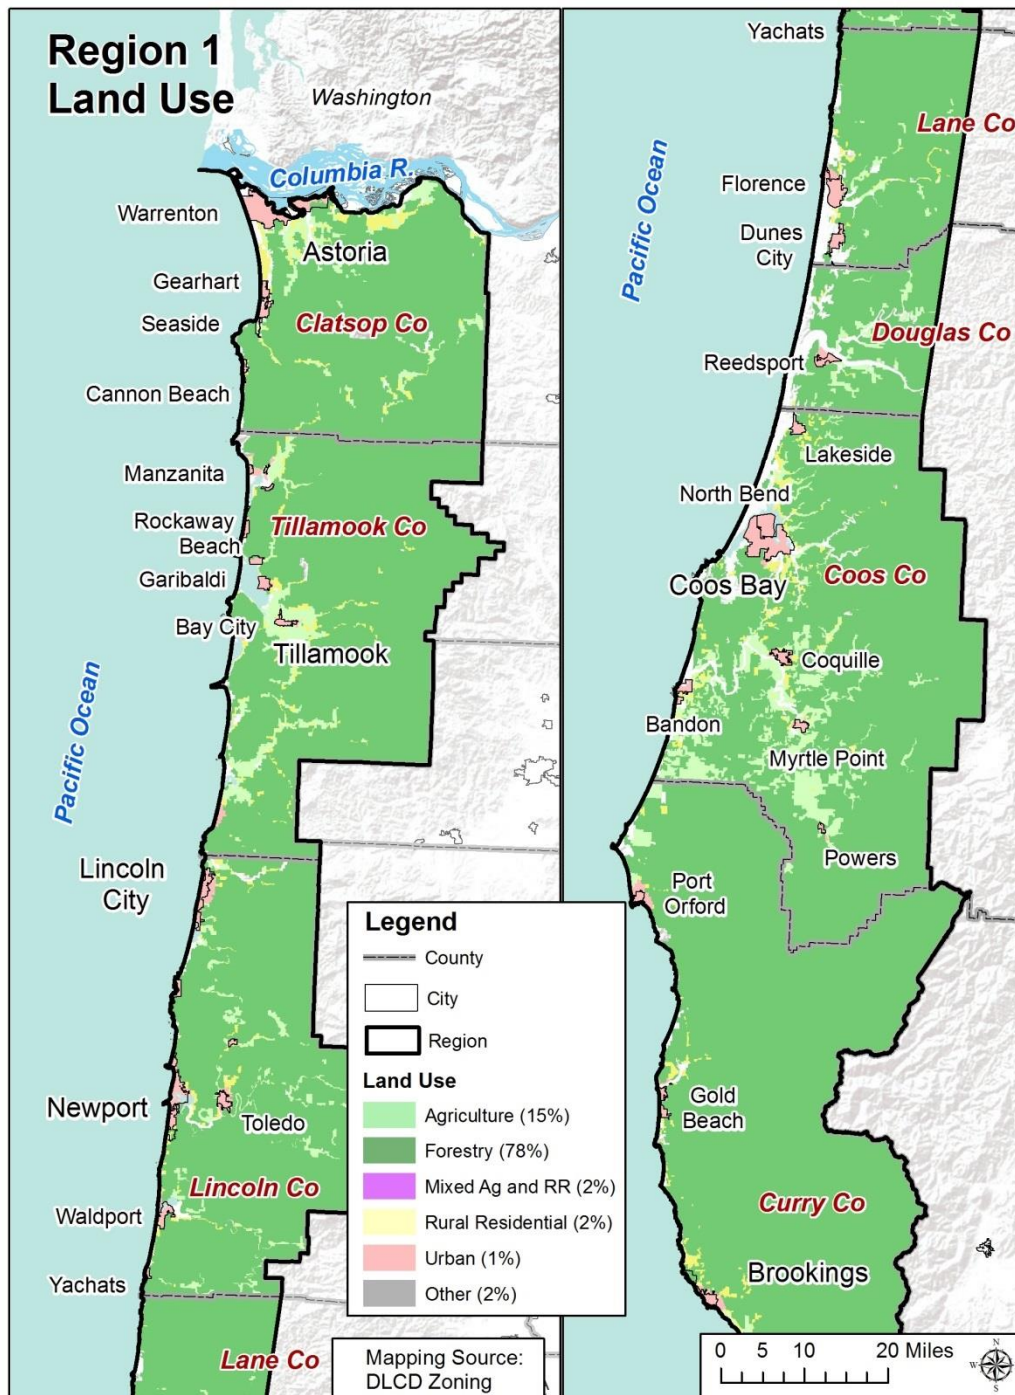 Region 1
Land Use
Washington
Columbia R.
Warrenton
Astoria
Gearhart
Clatsop Co
Seaside
Cannon Beach
Manzanita
Tillamook Co
Rockaway
Beach
Garibaldi
Bay City
Tillamook
Pacific Ocean
Lincoln
City
Newport
Toledo
Lincoln Co
Waldport
Yachats
Lane Co
Legend
County
City
Region
Land Use
Agriculture (15%)
Forestry (78%)
Mixed Ag and RR (2%)
Rural Residential (2%)
Urban (1%)
Other (2%)
Mapping Source:
DLCD Zoning
Yachats
Lane Co
Pacific Ocean
Florence
Dunes
City
Douglas Co
Reedsport
Lakeside
North Bend
Coos Co
Coos Bay
Coquille
Bandon
Myrtle Point
Powers
Port
Orford
Gold
Beach
Curry Co
Brookings
0 5 10 20 Miles
N
W E
S